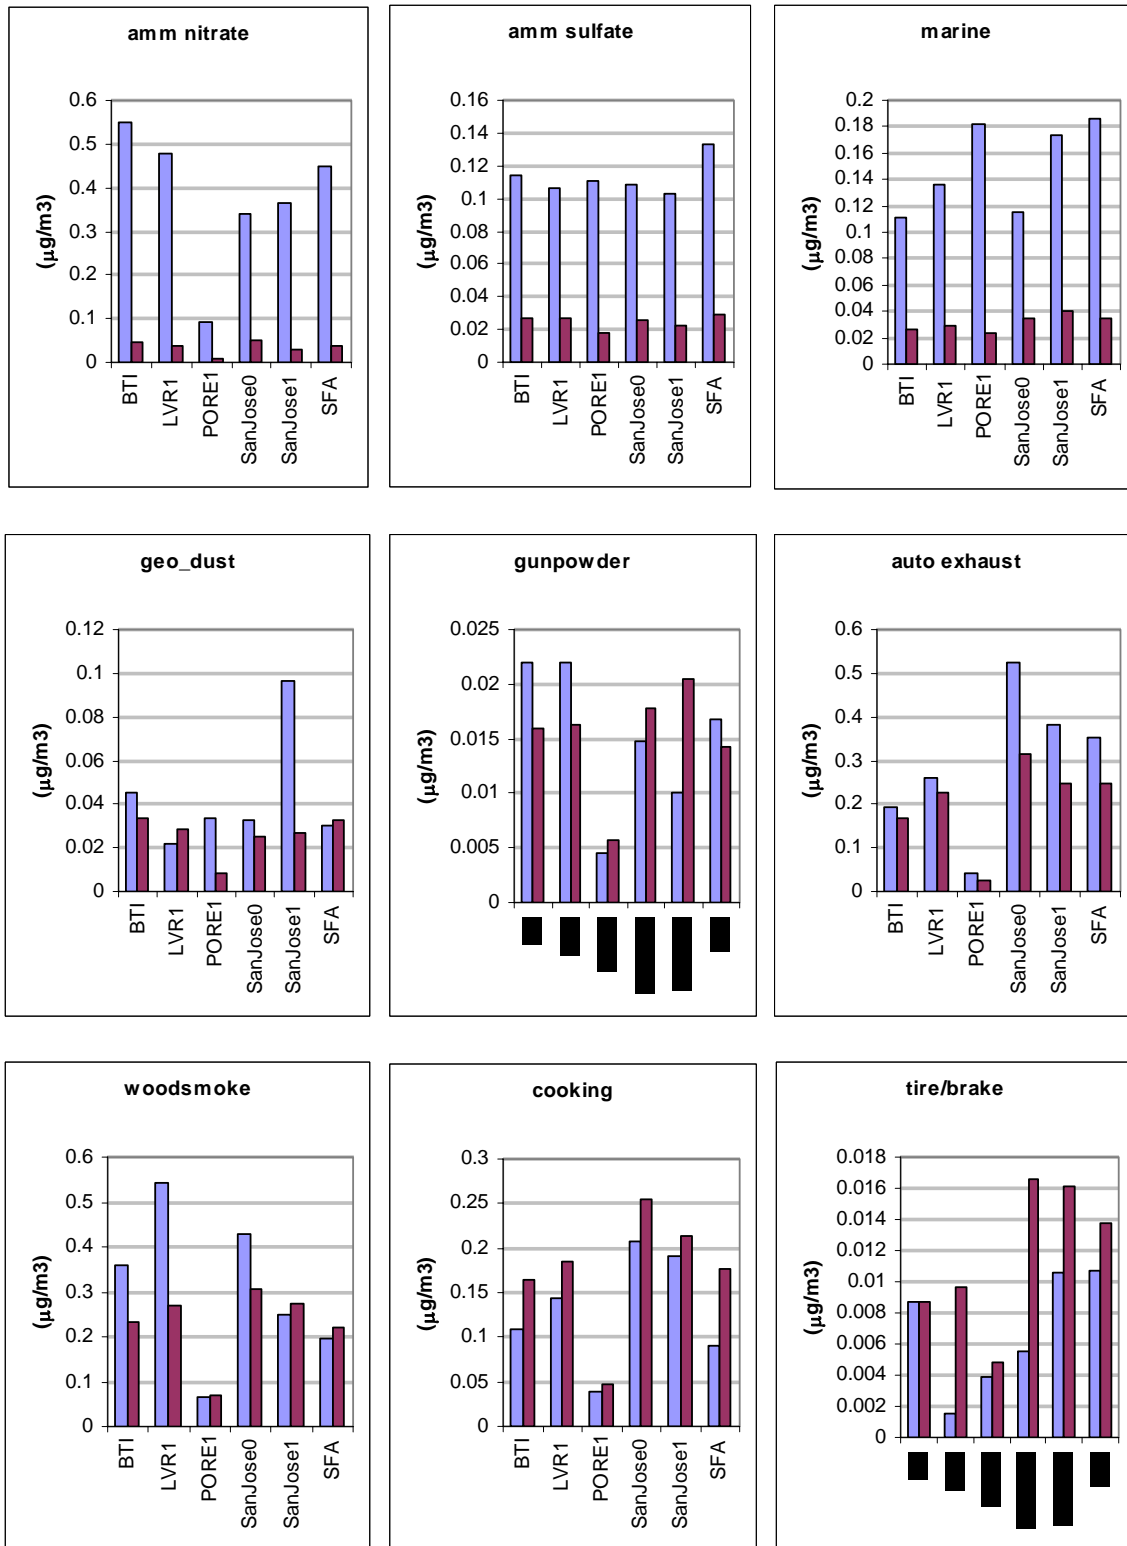 amm nitrate
(µg/m3)
0.6
0.5
0.4
0.3
0.2
0.1
0
BTI
LVR1
PORE1
SanJose0
SanJose1
SFA
amm sulfate
(µg/m3)
0.16
0.14
0.12
0.1
0.08
0.06
0.04
0.02
0
BTI
LVR1
PORE1
SanJose0
SanJose1
SFA
marine
(µg/m3)
0.2
0.18
0.16
0.14
0.12
0.1
0.08
0.06
0.04
0.02
0
BTI
LVR1
PORE1
SanJose0
SanJose1
SFA
geo_dust
(µg/m3)
0.12
0.1
0.08
0.06
0.04
0.02
0
BTI
LVR1
PORE1
SanJose0
SanJose1
SFA
gunpowder
(µg/m3)
0.025
0.02
0.015
0.01
0.005
0
auto exhaust
(µg/m3)
0.6
0.5
0.4
0.3
0.2
0.1
0
BTI
LVR1
PORE1
SanJose0
SanJose1
SFA
woodsmoke
(µg/m3)
0.6
0.5
0.4
0.3
0.2
0.1
0
BTI
LVR1
PORE1
SanJose0
SanJose1
SFA
cooking
(µg/m3)
0.3
0.25
0.2
0.15
0.1
0.05
0
BTI
LVR1
PORE1
SanJose0
SanJose1
SFA
tire/brake
(µg/m3)
0.018
0.016
0.014
0.012
0.01
0.008
0.006
0.004
0.002
0